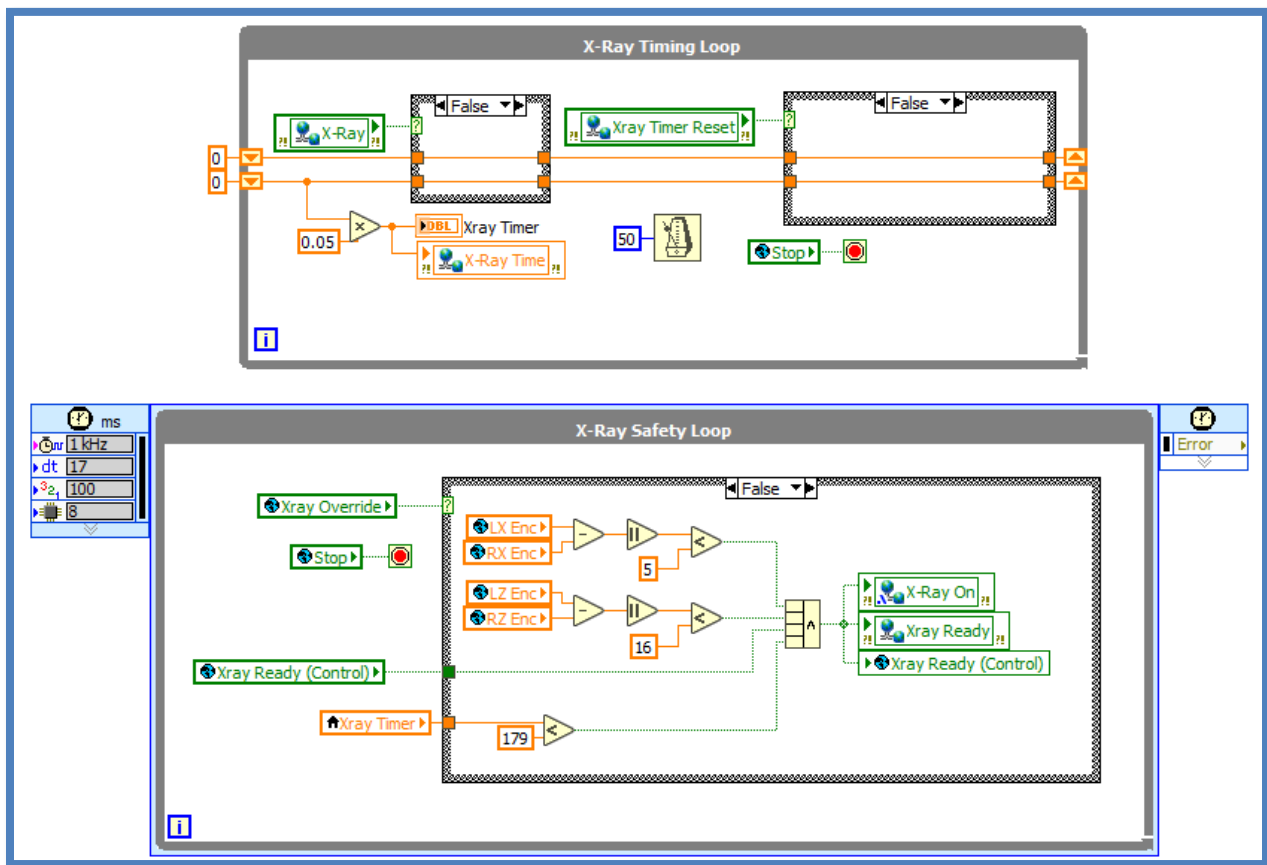 X-Ray Timing Loop
False
False
?! X-Ray ?!
?
?! Xray Timer Reset ?!
?
0
0
×
DBL Xray Timer
0.05
50
?! X-Ray Time ?!
Stop
i
ms
X-Ray Safety Loop
1 kHz
Error
dt 17
321 100
8
False
Xray Override
?
LX Enc
-
||
<
RX Enc
Stop
5
LZ Enc
-
||
<
?! X-Ray On ?!
RZ Enc
∧
?! Xray Ready ?!
16
Xray Ready (Control)
Xray Ready (Control)
Xray Timer
<
179
i